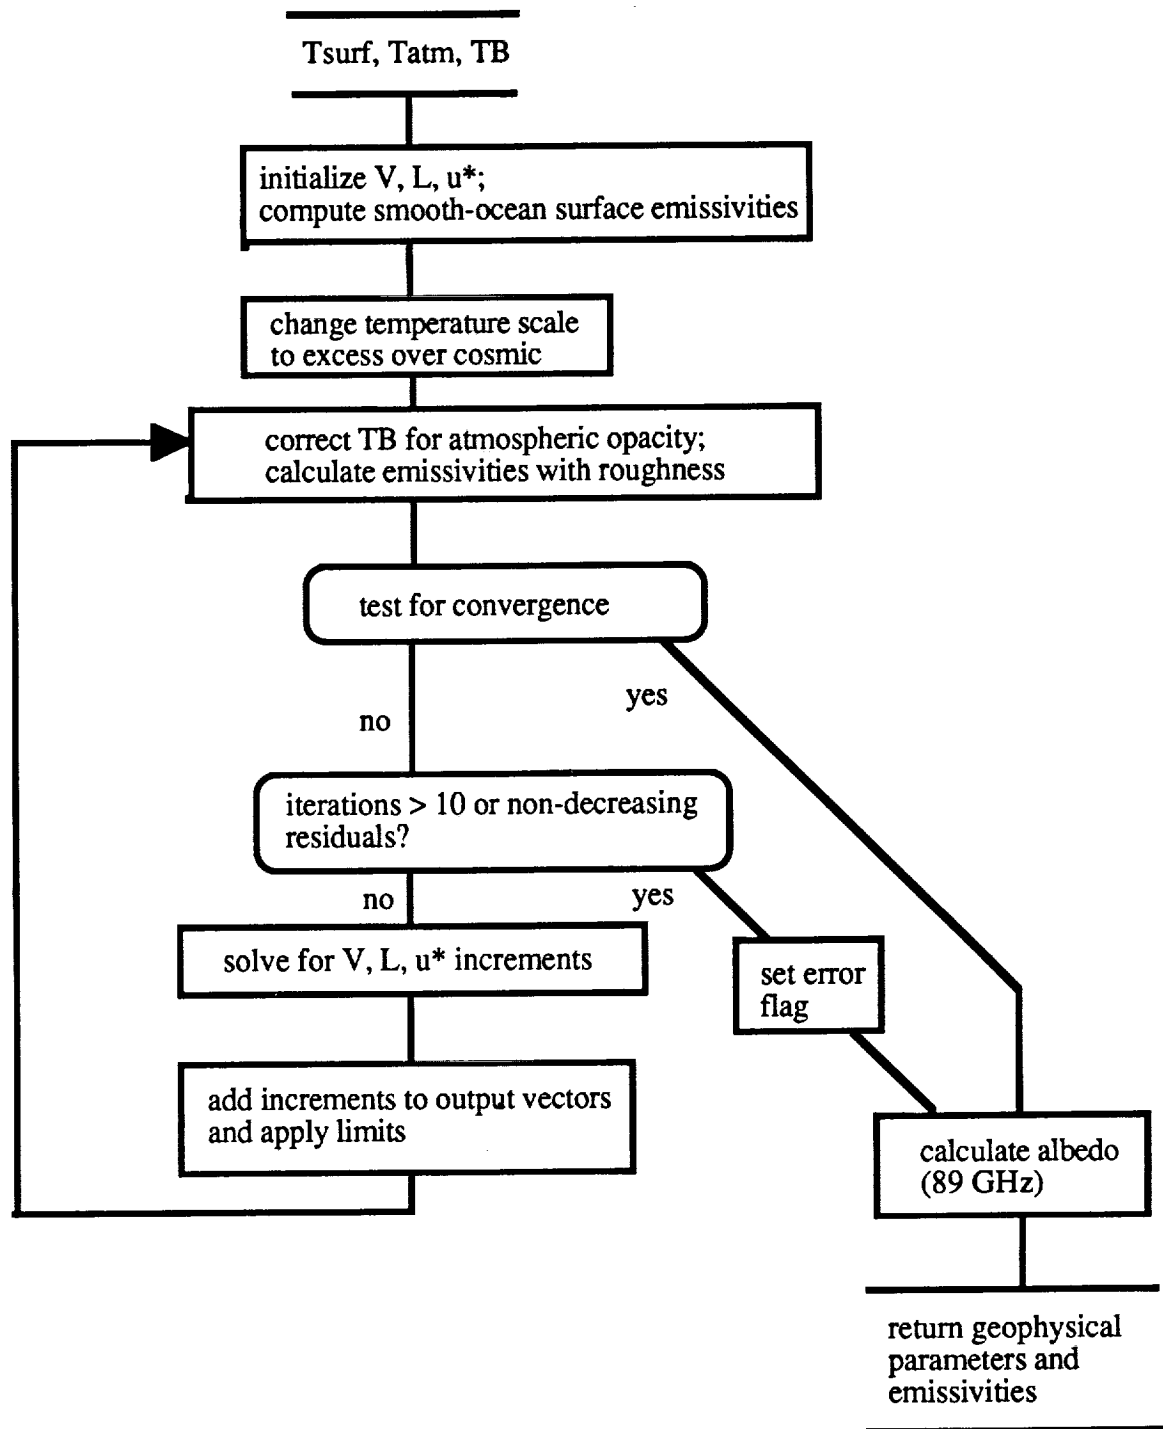 Tsurf, Tatm, TB
initialize V, L, u*;
compute smooth-ocean surface emissivities
change temperature scale
to excess over cosmic
correct TB for atmospheric opacity;
calculate emissivities with roughness
test for convergence
yes
no
iterations > 10 or non-decreasing
residuals?
no
yes
solve for V, L, u* increments
set error
flag
add increments to output vectors
and apply limits
calculate albedo
(89 GHz)
return geophysical
parameters and
emissivities